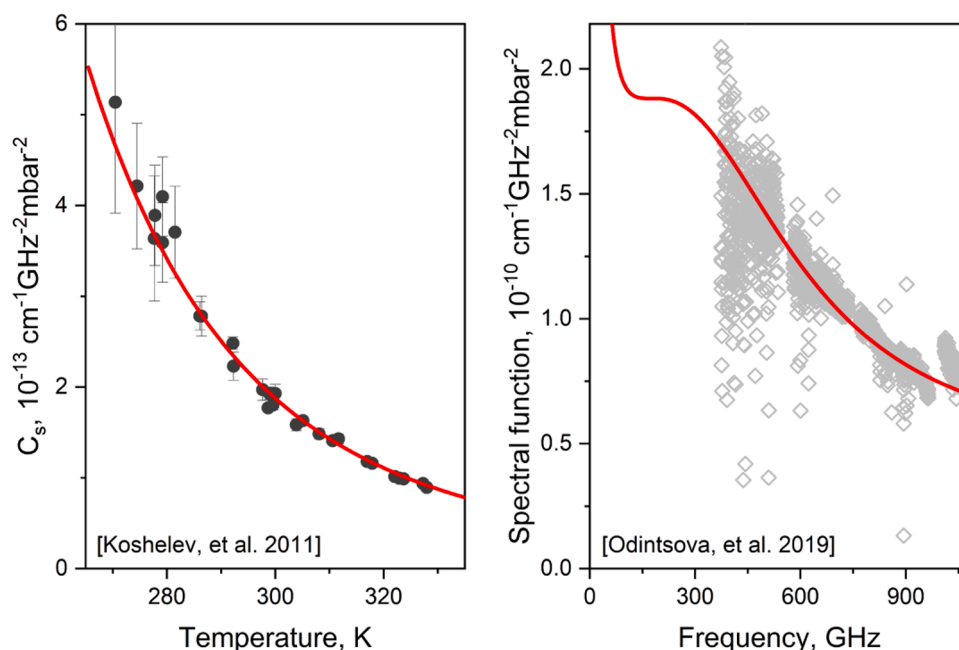 6
4
2
0
C_s, 10⁻¹³ cm⁻¹GHz⁻²mbar⁻²
[Koshelev, et al. 2011]
280
300
320
Temperature, K
2.0
1.5
1.0
0.5
0.0
Spectral function, 10⁻¹⁰ cm⁻¹GHz⁻²mbar⁻²
[Odintsova, et al. 2019]
0
300
600
900
Frequency, GHz